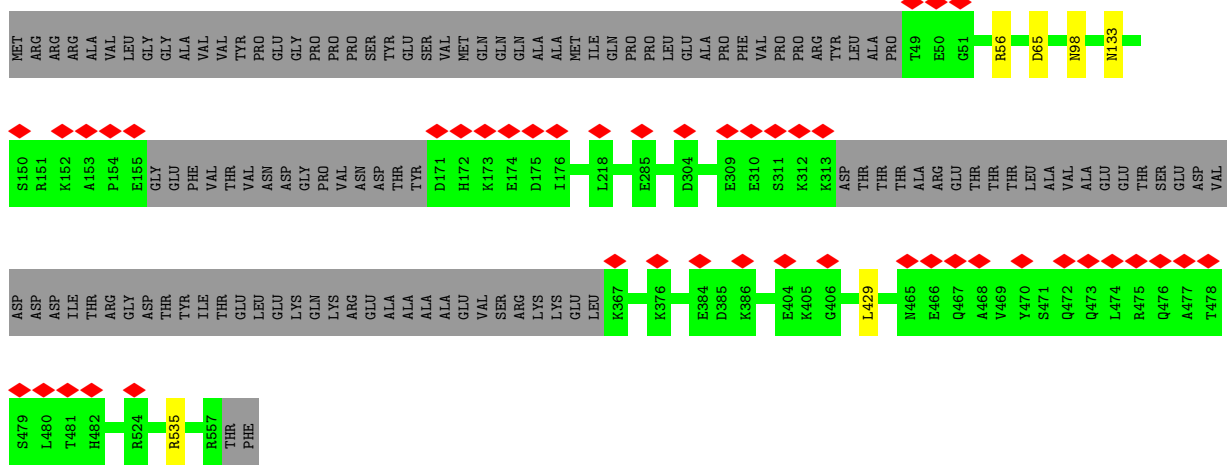 MET ARG ARG ARG ARG ALA VAL LEU GLY GLY ALA VAL VAL TYR PRO GLU GLY PRO PRO PRO SER TYR GLU SER VAL MET GLN GLN GLN ALA ALA MET ILE GLN PRO PRO LEU GLU ALA PRO PHE VAL PRO PRO ARG TYR LEU ALA PRO T49 E50 G51 R56 D65 N98 N133
S150 R151 K152 A153 P154 E155 GLY GLU PHE VAL THR VAL ASN ASP GLY PRO VAL ASN ASP THR TYR D171 H172 K173 E174 D175 I176 L218 E285 D304 E309 E310 S311 K312 K313 ASP THR THR THR ALA ARG GLU THR THR THR LEU ALA VAL ALA GLU GLU THR SER GLU ASP VAL
ASP ASP ASP ILE THR ARG GLY ASP THR TYR ILE THR GLU LEU GLU LYS GLN LYS ARG GLU ALA ALA ALA ALA GLU VAL SER ARG LYS LYS GLU LEU K367 K376 E384 D385 K386 E404 K405 G406 L429 N465 E466 Q467 A468 V469 Y470 S471 Q472 Q473 L474 R475 Q476 A477 T478
S479 L480 T481 H482 R524 R535 R557 THR PHE